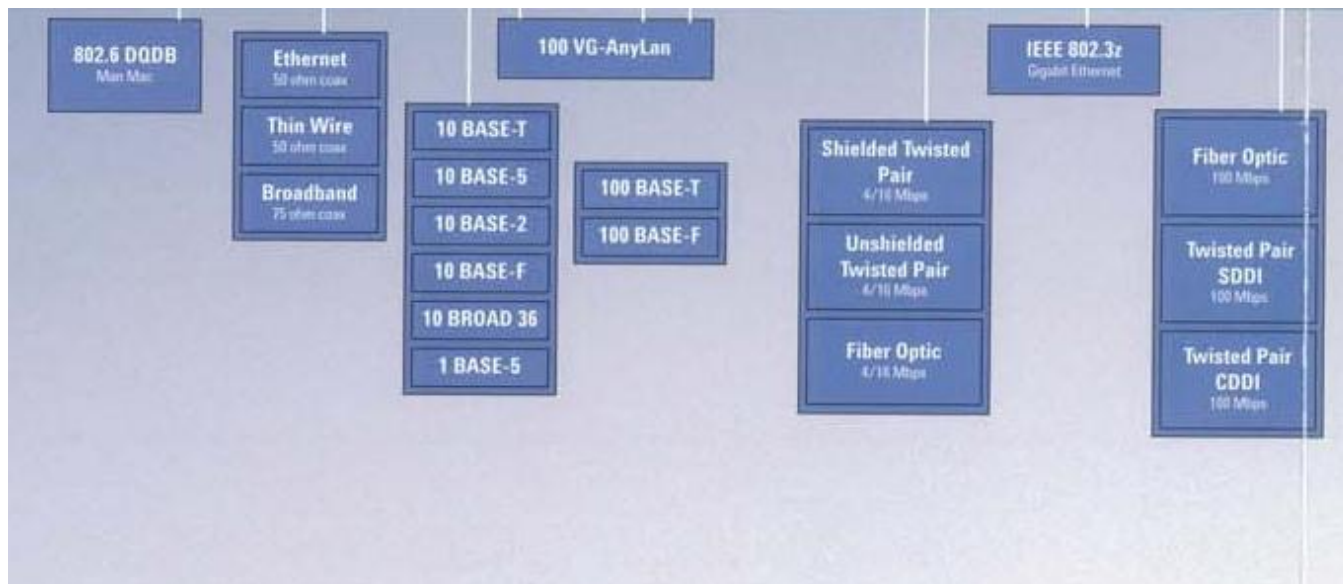 802.6 DQDB
Man Mac
Ethernet
50 ohm coax
Thin Wire
50 ohm coax
Broadband
75 ohm coax
10 BASE-T
10 BASE-5
10 BASE-2
10 BASE-F
10 BROAD 36
1 BASE-5
100 VG-AnyLan
100 BASE-T
100 BASE-F
Shielded Twisted
Pair
4/16 Mbps
Unshielded
Twisted Pair
4/16 Mbps
Fiber Optic
4/16 Mbps
IEEE 802.3z
Gigabit Ethernet
Fiber Optic
100 Mbps
Twisted Pair
SDDI
100 Mbps
Twisted Pair
CDDI
100 Mbps